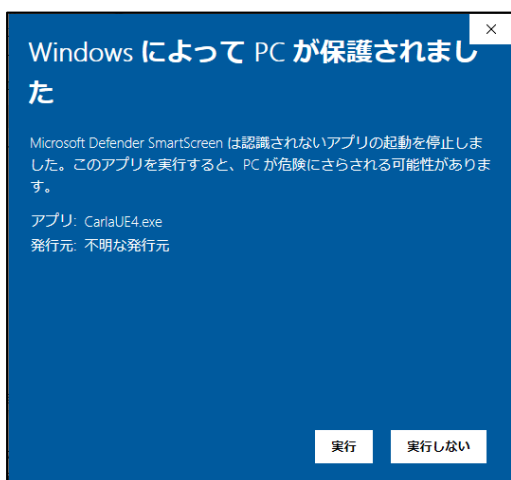 Windows によって PC が保護されまし
た
Microsoft Defender SmartScreen は認識されないアプリの起動を停止しま
した。このアプリを実行すると、PC が危険にさらされる可能性がありま
す。
アプリ: CarlaUE4.exe
発行元: 不明な発行元
実行 実行しない